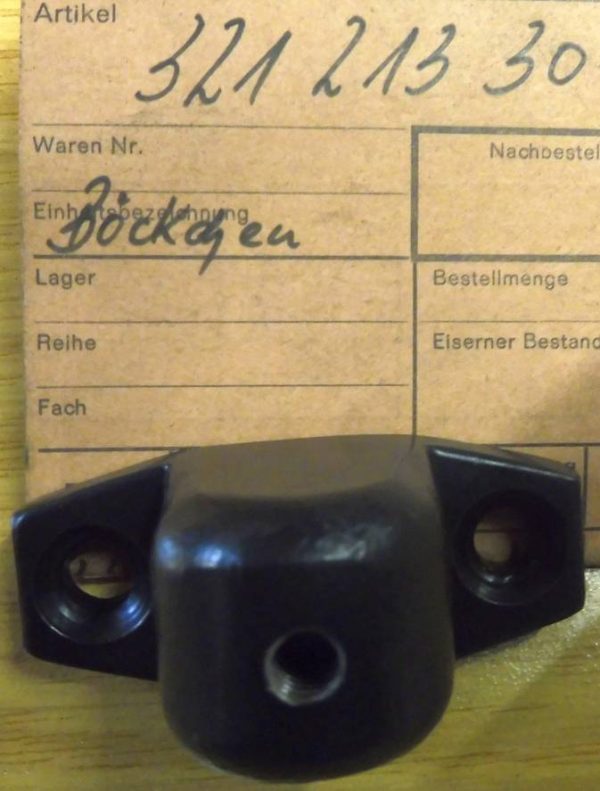 Artikel 321 213 30
Waren Nr.
Nachbestel
Einheitsbezeichnung
Böckchen
Lager
Bestellmenge
Reihe
Eiserner Bestand
Fach